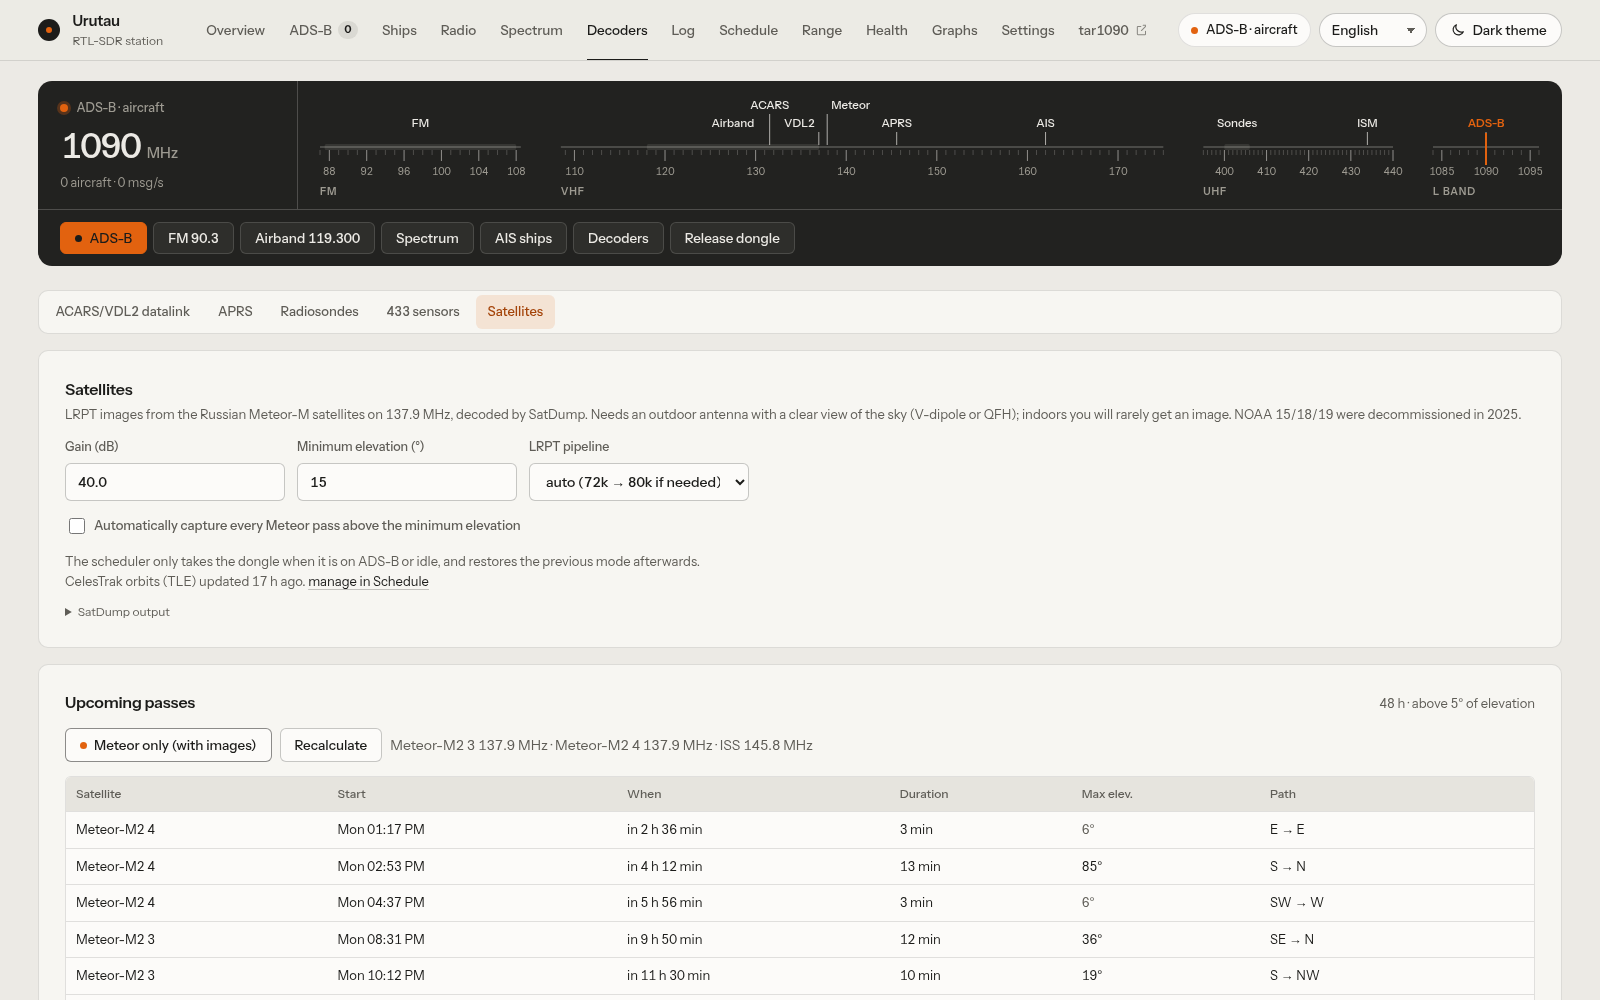 Urutau
RTL-SDR station
Overview
ADS-B 0
Ships
Radio
Spectrum
Decoders
Log
Schedule
Range
Health
Graphs
Settings
tar1090
ADS-B · aircraft
English
Dark theme
ADS-B · aircraft
1090 MHz
0 aircraft · 0 msg/s
ACARS Meteor
FM Airband VDL2 APRS AIS Sondes ISM ADS-B
88 92 96 100 104 108 110 120 130 140 150 160 170 400 410 420 430 440 1085 1090 1095
FM VHF UHF L BAND
ADS-B
FM 90.3
Airband 119.300
Spectrum
AIS ships
Decoders
Release dongle
ACARS/VDL2 datalink
APRS
Radiosondes
433 sensors
Satellites
Satellites
LRPT images from the Russian Meteor-M satellites on 137.9 MHz, decoded by SatDump. Needs an outdoor antenna with a clear view of the sky (V-dipole or QFH); indoors you will rarely get an image. NOAA 15/18/19 were decommissioned in 2025.
Gain (dB) Minimum elevation (°) LRPT pipeline
40.0 15 auto (72k → 80k if needed)
Automatically capture every Meteor pass above the minimum elevation
The scheduler only takes the dongle when it is on ADS-B or idle, and restores the previous mode afterwards.
CelesTrak orbits (TLE) updated 17 h ago. manage in Schedule
SatDump output
Upcoming passes 48 h · above 5° of elevation
Meteor only (with images) Recalculate Meteor-M2 3 137.9 MHz · Meteor-M2 4 137.9 MHz · ISS 145.8 MHz
Satellite Start When Duration Max elev. Path
Meteor-M2 4 Mon 01:17 PM in 2 h 36 min 3 min 6° E → E
Meteor-M2 4 Mon 02:53 PM in 4 h 12 min 13 min 85° S → N
Meteor-M2 4 Mon 04:37 PM in 5 h 56 min 3 min 6° SW → W
Meteor-M2 3 Mon 08:31 PM in 9 h 50 min 12 min 36° SE → N
Meteor-M2 3 Mon 10:12 PM in 11 h 30 min 10 min 19° S → NW